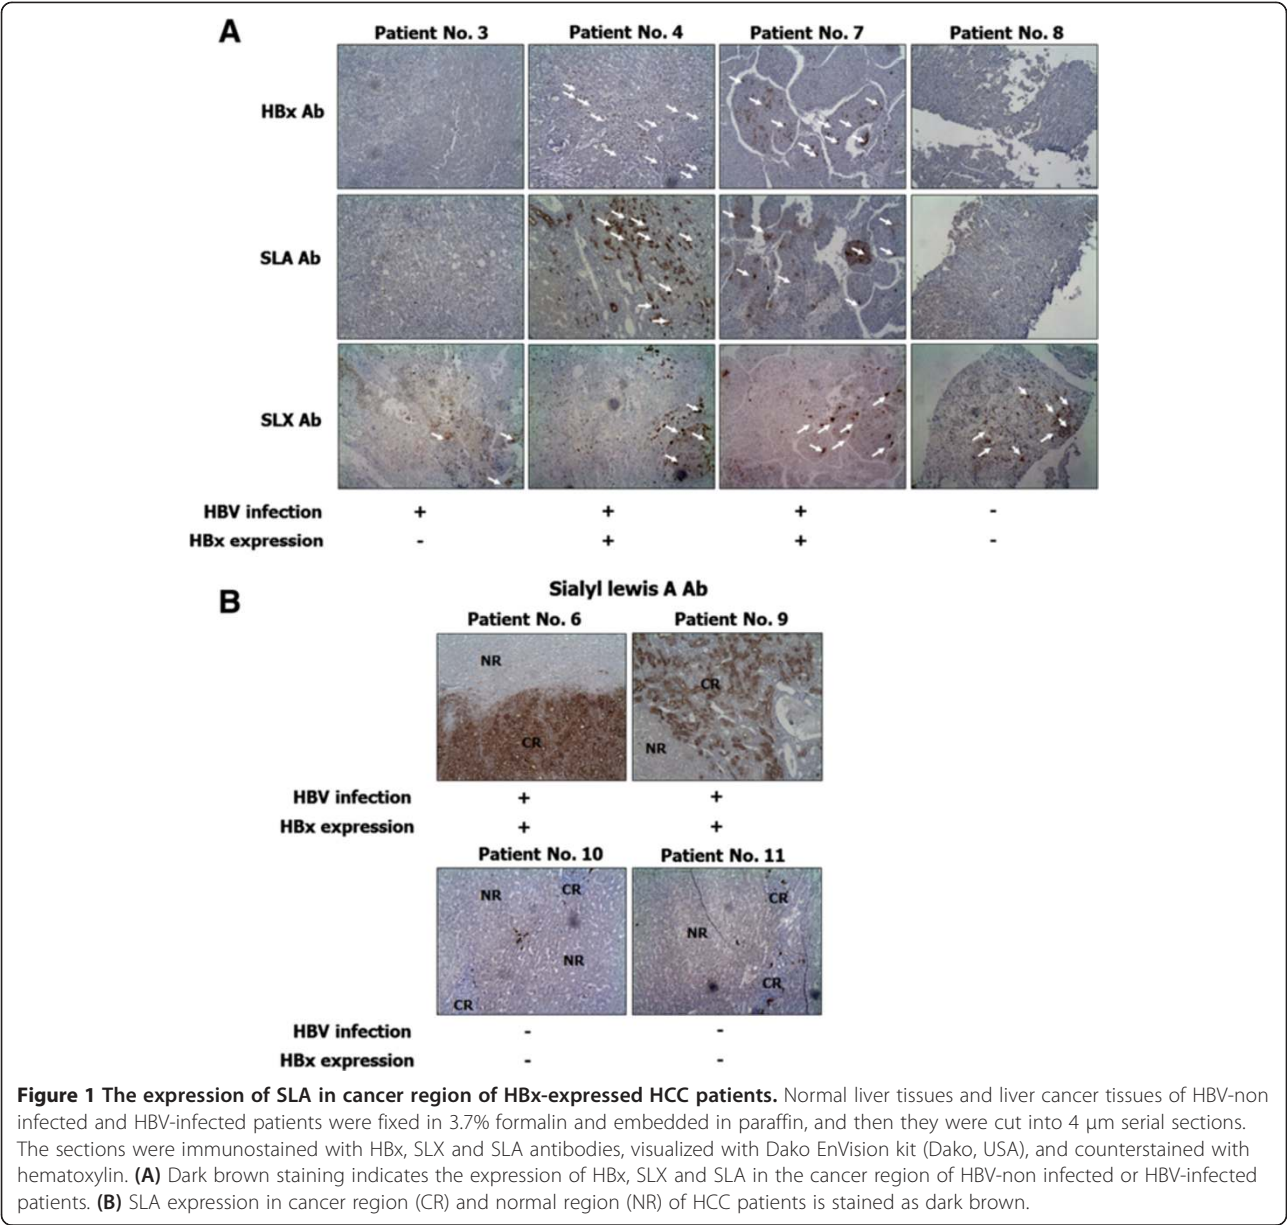 A
Patient No. 3 Patient No. 4 Patient No. 7 Patient No. 8
HBx Ab
SLA Ab
SLX Ab
HBV infection + + + -
HBx expression - + + -
B
Sialyl lewis A Ab
Patient No. 6 Patient No. 9
NR CR
CR NR
HBV infection + +
HBx expression + +
Patient No. 10 Patient No. 11
NR CR CR
NR
NR
CR CR
HBV infection - -
HBx expression - -
Figure 1 The expression of SLA in cancer region of HBx-expressed HCC patients. Normal liver tissues and liver cancer tissues of HBV-non
infected and HBV-infected patients were fixed in 3.7% formalin and embedded in paraffin, and then they were cut into 4 μm serial sections.
The sections were immunostained with HBx, SLX and SLA antibodies, visualized with Dako EnVision kit (Dako, USA), and counterstained with
hematoxylin. (A) Dark brown staining indicates the expression of HBx, SLX and SLA in the cancer region of HBV-non infected or HBV-infected
patients. (B) SLA expression in cancer region (CR) and normal region (NR) of HCC patients is stained as dark brown.